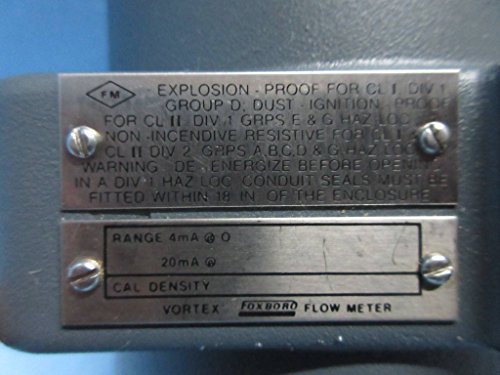 FM
EXPLOSION - PROOF FOR CL I, DIV 1
GROUP D; DUST - IGNITION, PROOF
FOR CL II, DIV 1 GRPS E & G HAZ LOC
NON - INCENDIVE RESISTIVE FOR CL I &
CL II DIV 2, GRPS A,B,C,D & G HAZ LOC
WARNING: DE - ENERGIZE BEFORE OPENING
IN A DIV 1 HAZ LOC CONDUIT SEALS MUST BE
FITTED WITHIN 18 IN. OF THE ENCLOSURE
RANGE 4mA @ 0
20mA @
CAL DENSITY
VORTEX FOXBORO FLOW METER